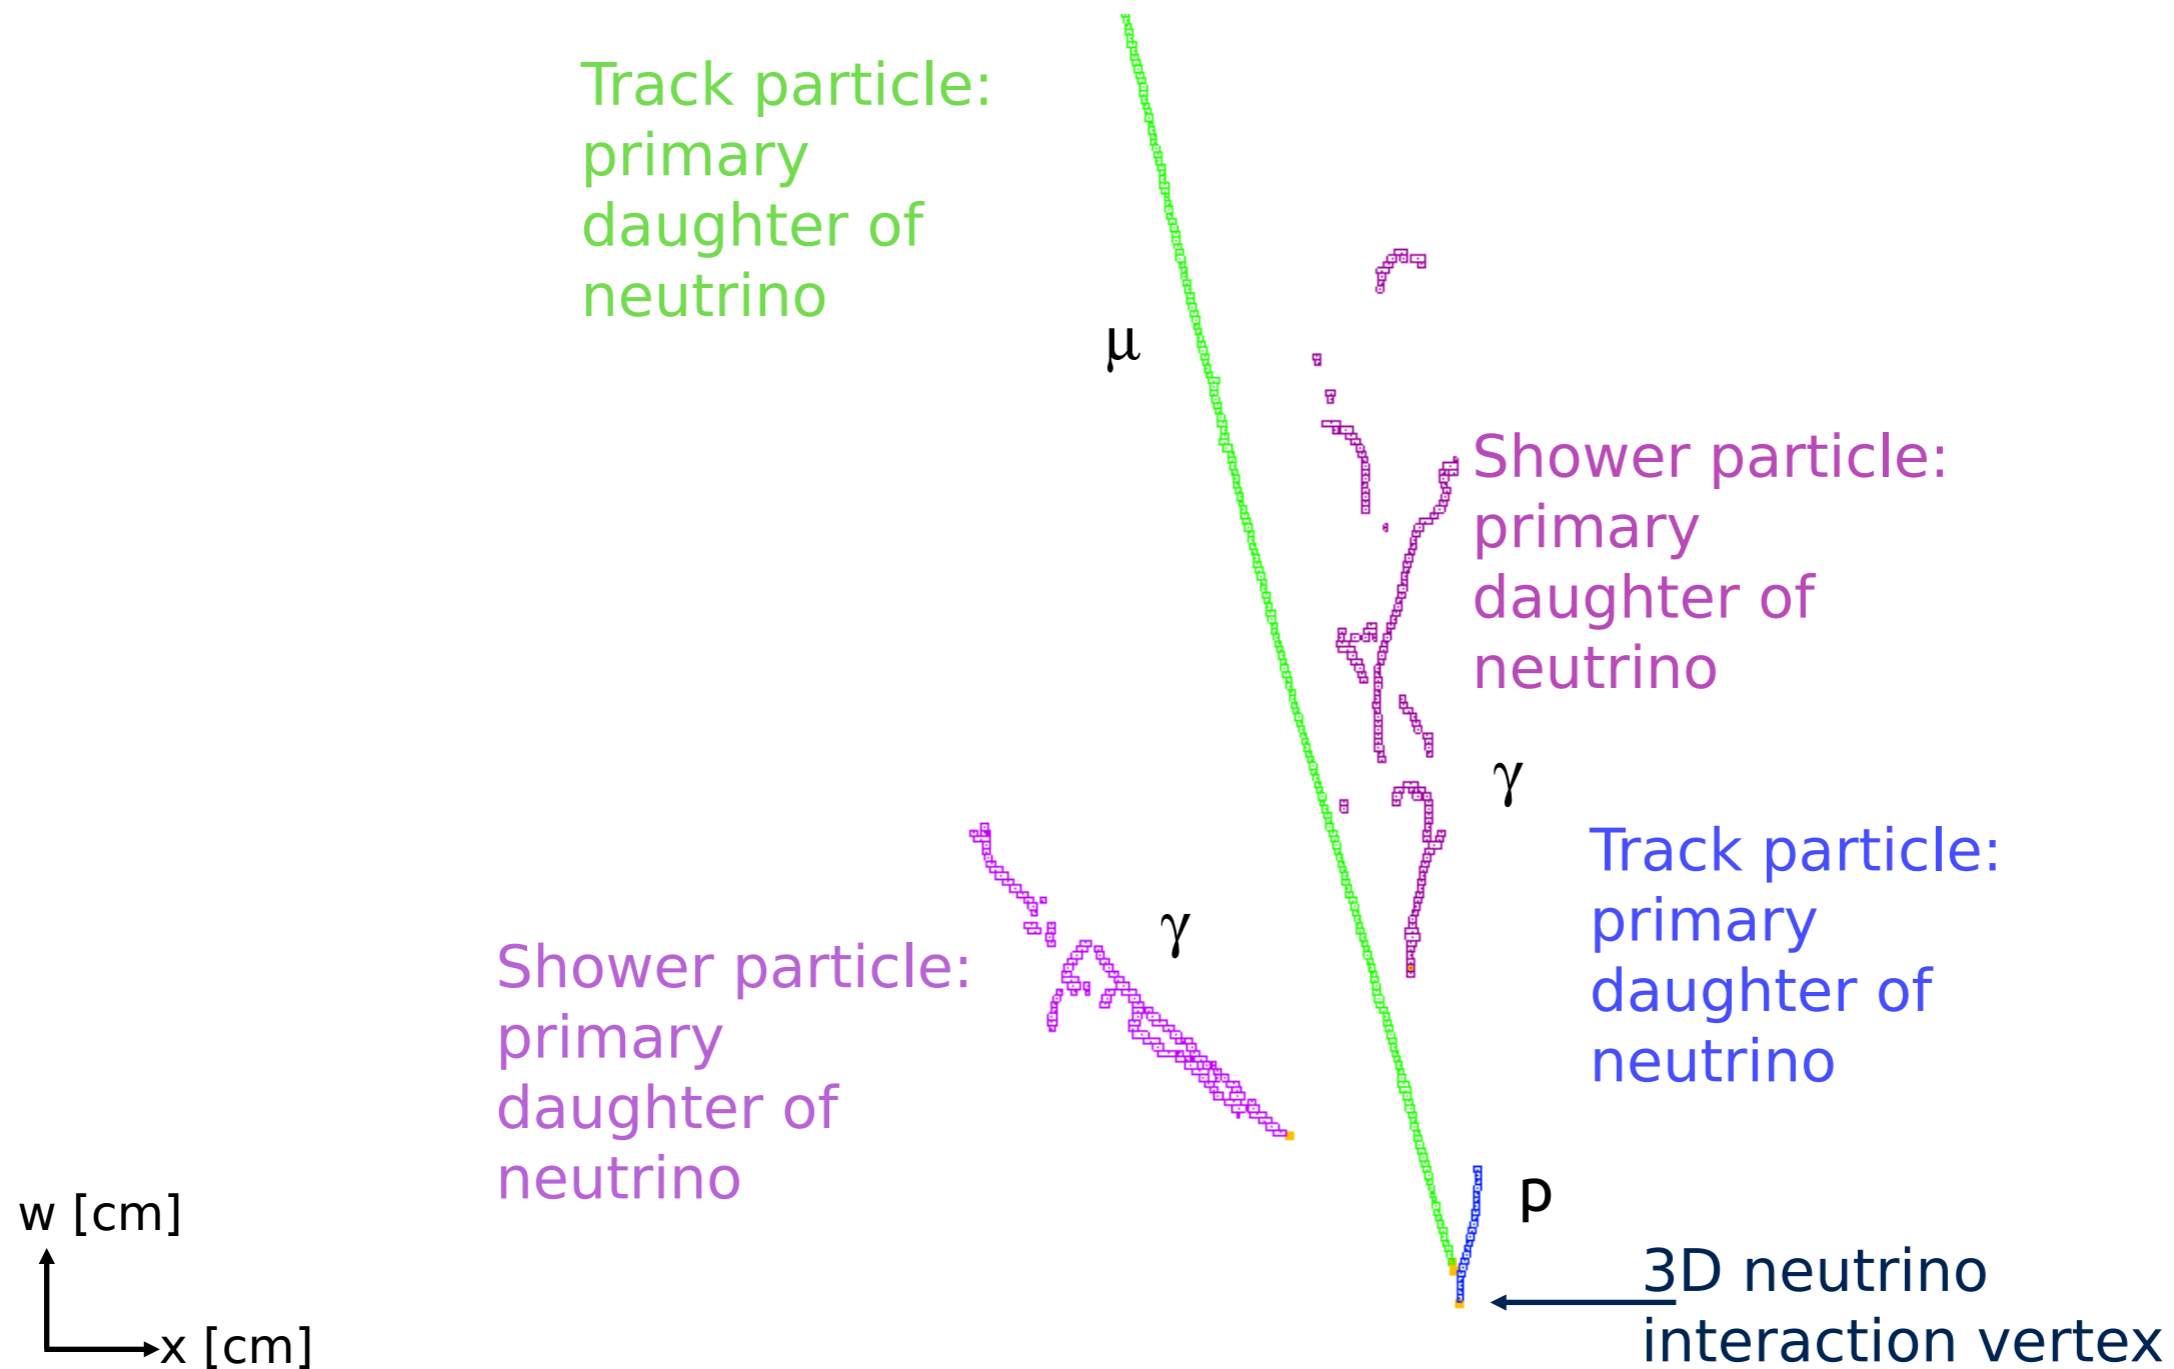 Track particle:
primary
daughter of
neutrino
μ
Shower particle:
primary
daughter of
neutrino
γ
Track particle:
primary
daughter of
neutrino
γ
Shower particle:
primary
daughter of
neutrino
p
w [cm]
x [cm]
3D neutrino
interaction vertex